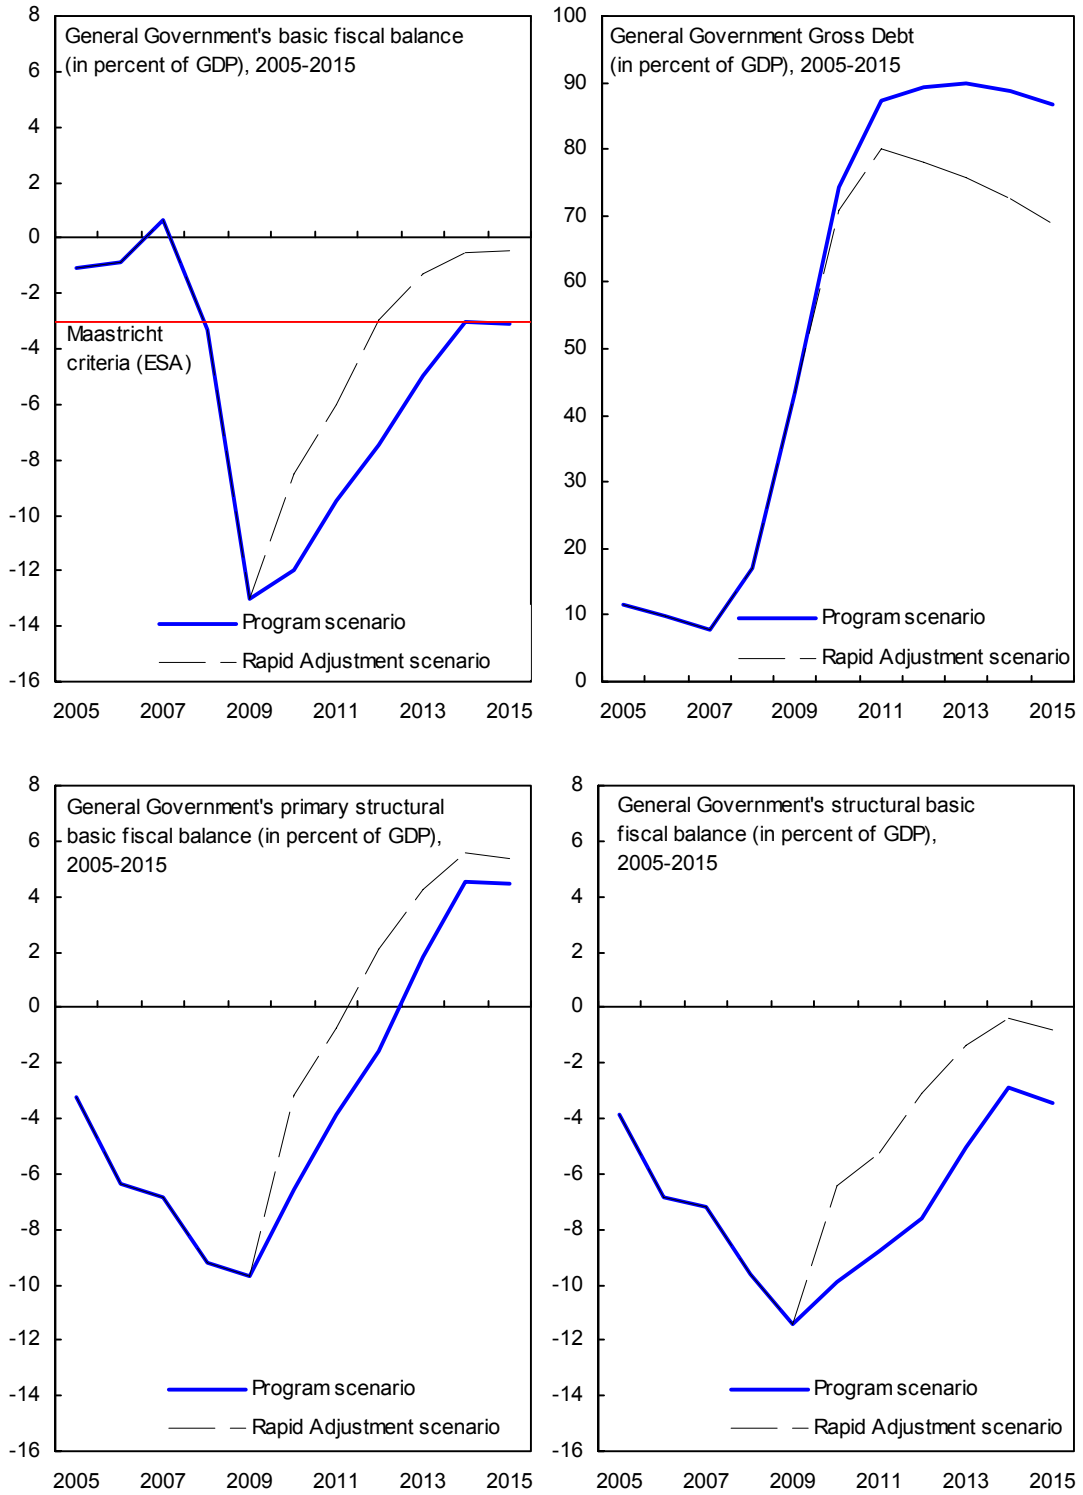 General Government's basic fiscal balance
(in percent of GDP), 2005-2015
8
6
4
2
0
-2
-4
-6
-8
-10
-12
-14
-16
Maastricht
criteria (ESA)
Program scenario
Rapid Adjustment scenario
2005 2007 2009 2011 2013 2015
General Government Gross Debt
(in percent of GDP), 2005-2015
100
90
80
70
60
50
40
30
20
10
0
Program scenario
Rapid Adjustment scenario
2005 2007 2009 2011 2013 2015
General Government's primary structural
basic fiscal balance (in percent of GDP),
2005-2015
8
6
4
2
0
-2
-4
-6
-8
-10
-12
-14
-16
Program scenario
Rapid Adjustment scenario
2005 2007 2009 2011 2013 2015
General Government's structural basic
fiscal balance (in percent of GDP),
2005-2015
8
6
4
2
0
-2
-4
-6
-8
-10
-12
-14
-16
Program scenario
Rapid Adjustment scenario
2005 2007 2009 2011 2013 2015